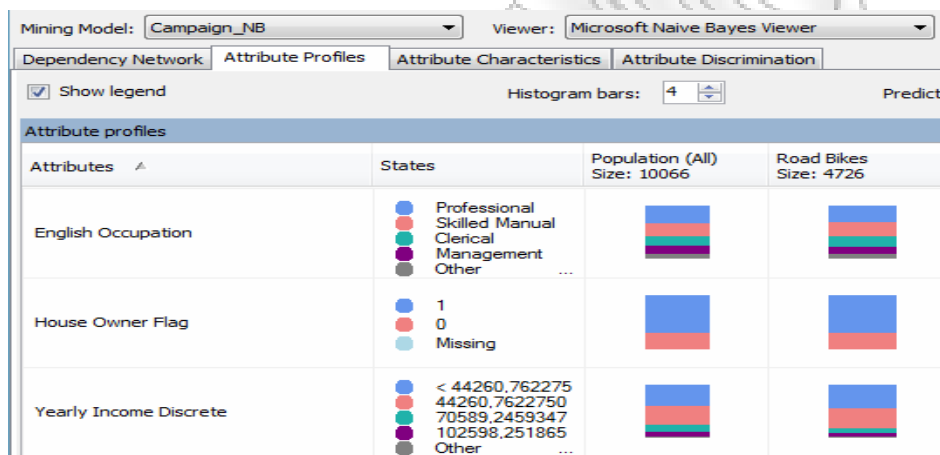 Mining Model: Campaign_NB Viewer: Microsoft Naive Bayes Viewer
Dependency Network Attribute Profiles Attribute Characteristics Attribute Discrimination
Show legend Histogram bars: 4 Predict
Attribute profiles
Attributes States Population (All) Road Bikes
Size: 10066 Size: 4726
English Occupation
Professional
Skilled Manual
Clerical
Management
Other ...
House Owner Flag
1
0
Missing
Yearly Income Discrete
< 44260,762275
44260,7622750
70589,2459347
102598,251865
Other ...